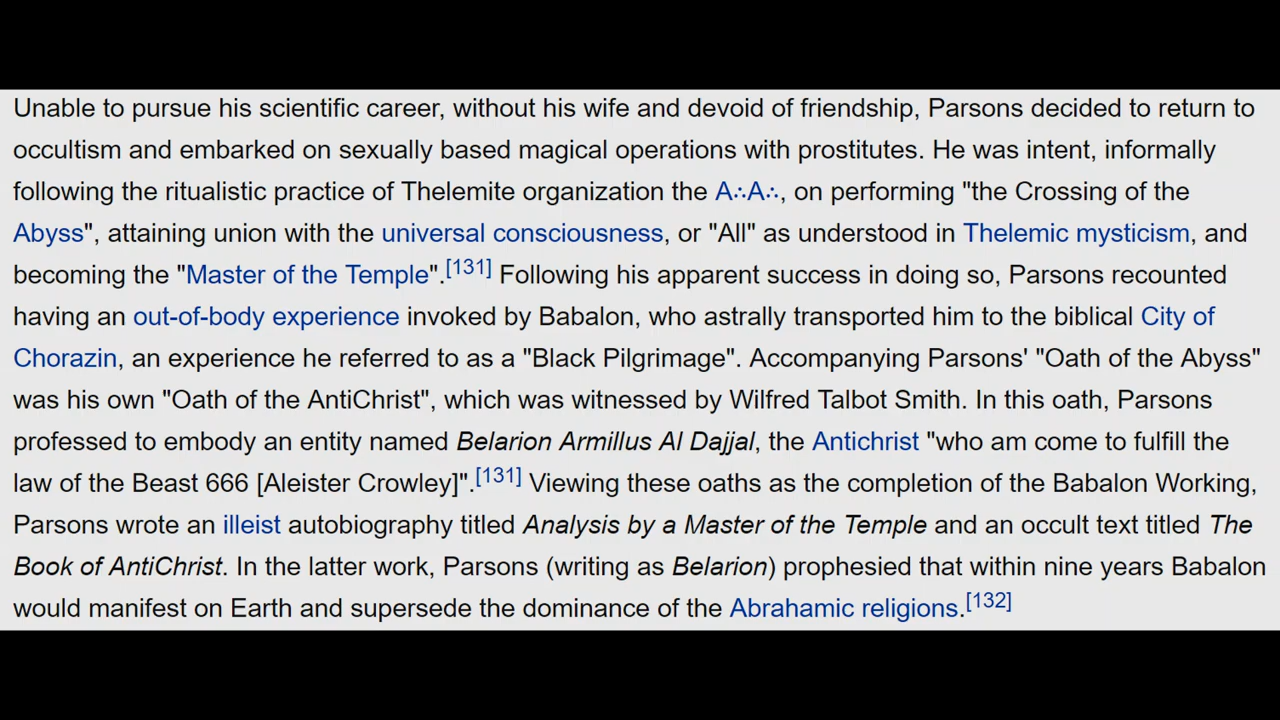 Unable to pursue his scientific career, without his wife and devoid of friendship, Parsons decided to return to
occultism and embarked on sexually based magical operations with prostitutes. He was intent, informally
following the ritualistic practice of Thelemite organization the A∴A∴, on performing "the Crossing of the
Abyss", attaining union with the universal consciousness, or "All" as understood in Thelemic mysticism, and
becoming the "Master of the Temple".[131] Following his apparent success in doing so, Parsons recounted
having an out-of-body experience invoked by Babalon, who astrally transported him to the biblical City of
Chorazin, an experience he referred to as a "Black Pilgrimage". Accompanying Parsons' "Oath of the Abyss"
was his own "Oath of the AntiChrist", which was witnessed by Wilfred Talbot Smith. In this oath, Parsons
professed to embody an entity named Belarion Armillus Al Dajjal, the Antichrist "who am come to fulfill the
law of the Beast 666 [Aleister Crowley]".[131] Viewing these oaths as the completion of the Babalon Working,
Parsons wrote an illeist autobiography titled Analysis by a Master of the Temple and an occult text titled The
Book of AntiChrist. In the latter work, Parsons (writing as Belarion) prophesied that within nine years Babalon
would manifest on Earth and supersede the dominance of the Abrahamic religions.[132]